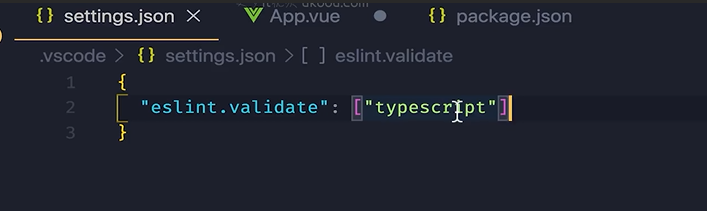 {} settings.json × App.vue ● {} package.json
.vscode > {} settings.json > [ ] eslint.validate
1 {
2 "eslint.validate": ["typescript"]
3 }